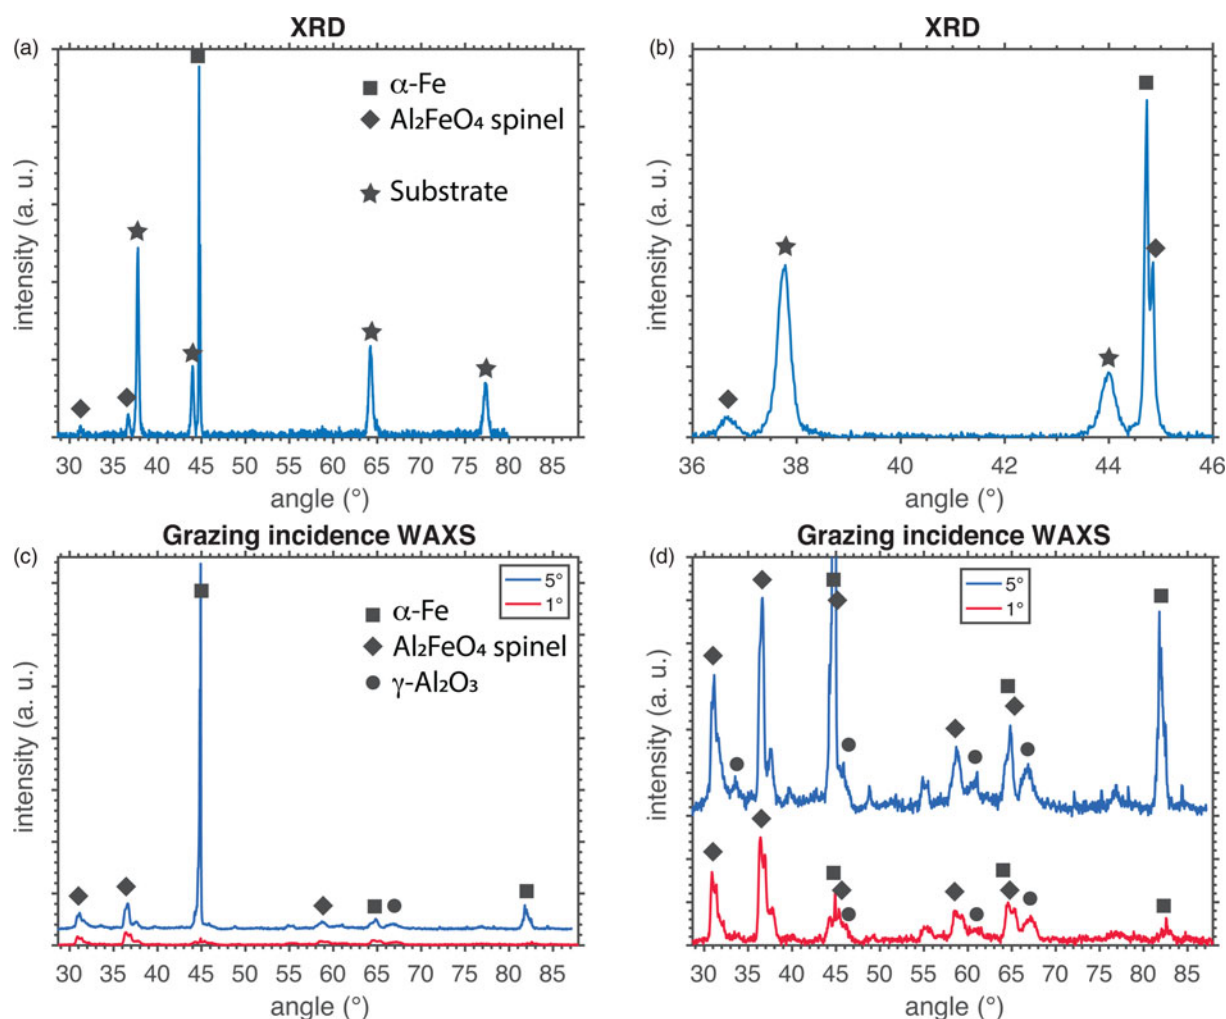 XRD
(a)
α-Fe
Al₂FeO₄ spinel
Substrate
intensity (a. u.)
30 35 40 45 50 55 60 65 70 75 80 85
angle (°)
XRD
(b)
intensity (a. u.)
36 38 40 42 44 46
angle (°)
Grazing incidence WAXS
(c)
5°
1°
α-Fe
Al₂FeO₄ spinel
γ-Al₂O₃
intensity (a. u.)
30 35 40 45 50 55 60 65 70 75 80 85
angle (°)
Grazing incidence WAXS
(d)
5°
1°
intensity (a. u.)
30 35 40 45 50 55 60 65 70 75 80 85
angle (°)